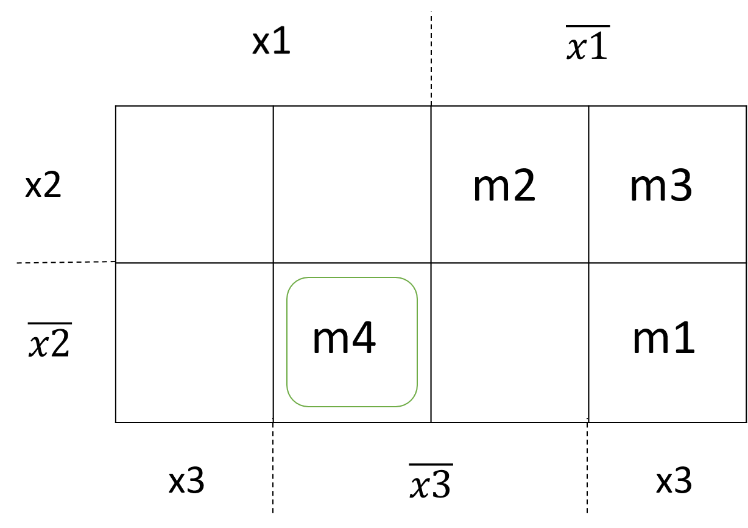 x1 x̅1̅
x2 m2 m3
x̅2̅ m4 m1
x3 x̅3̅ x3